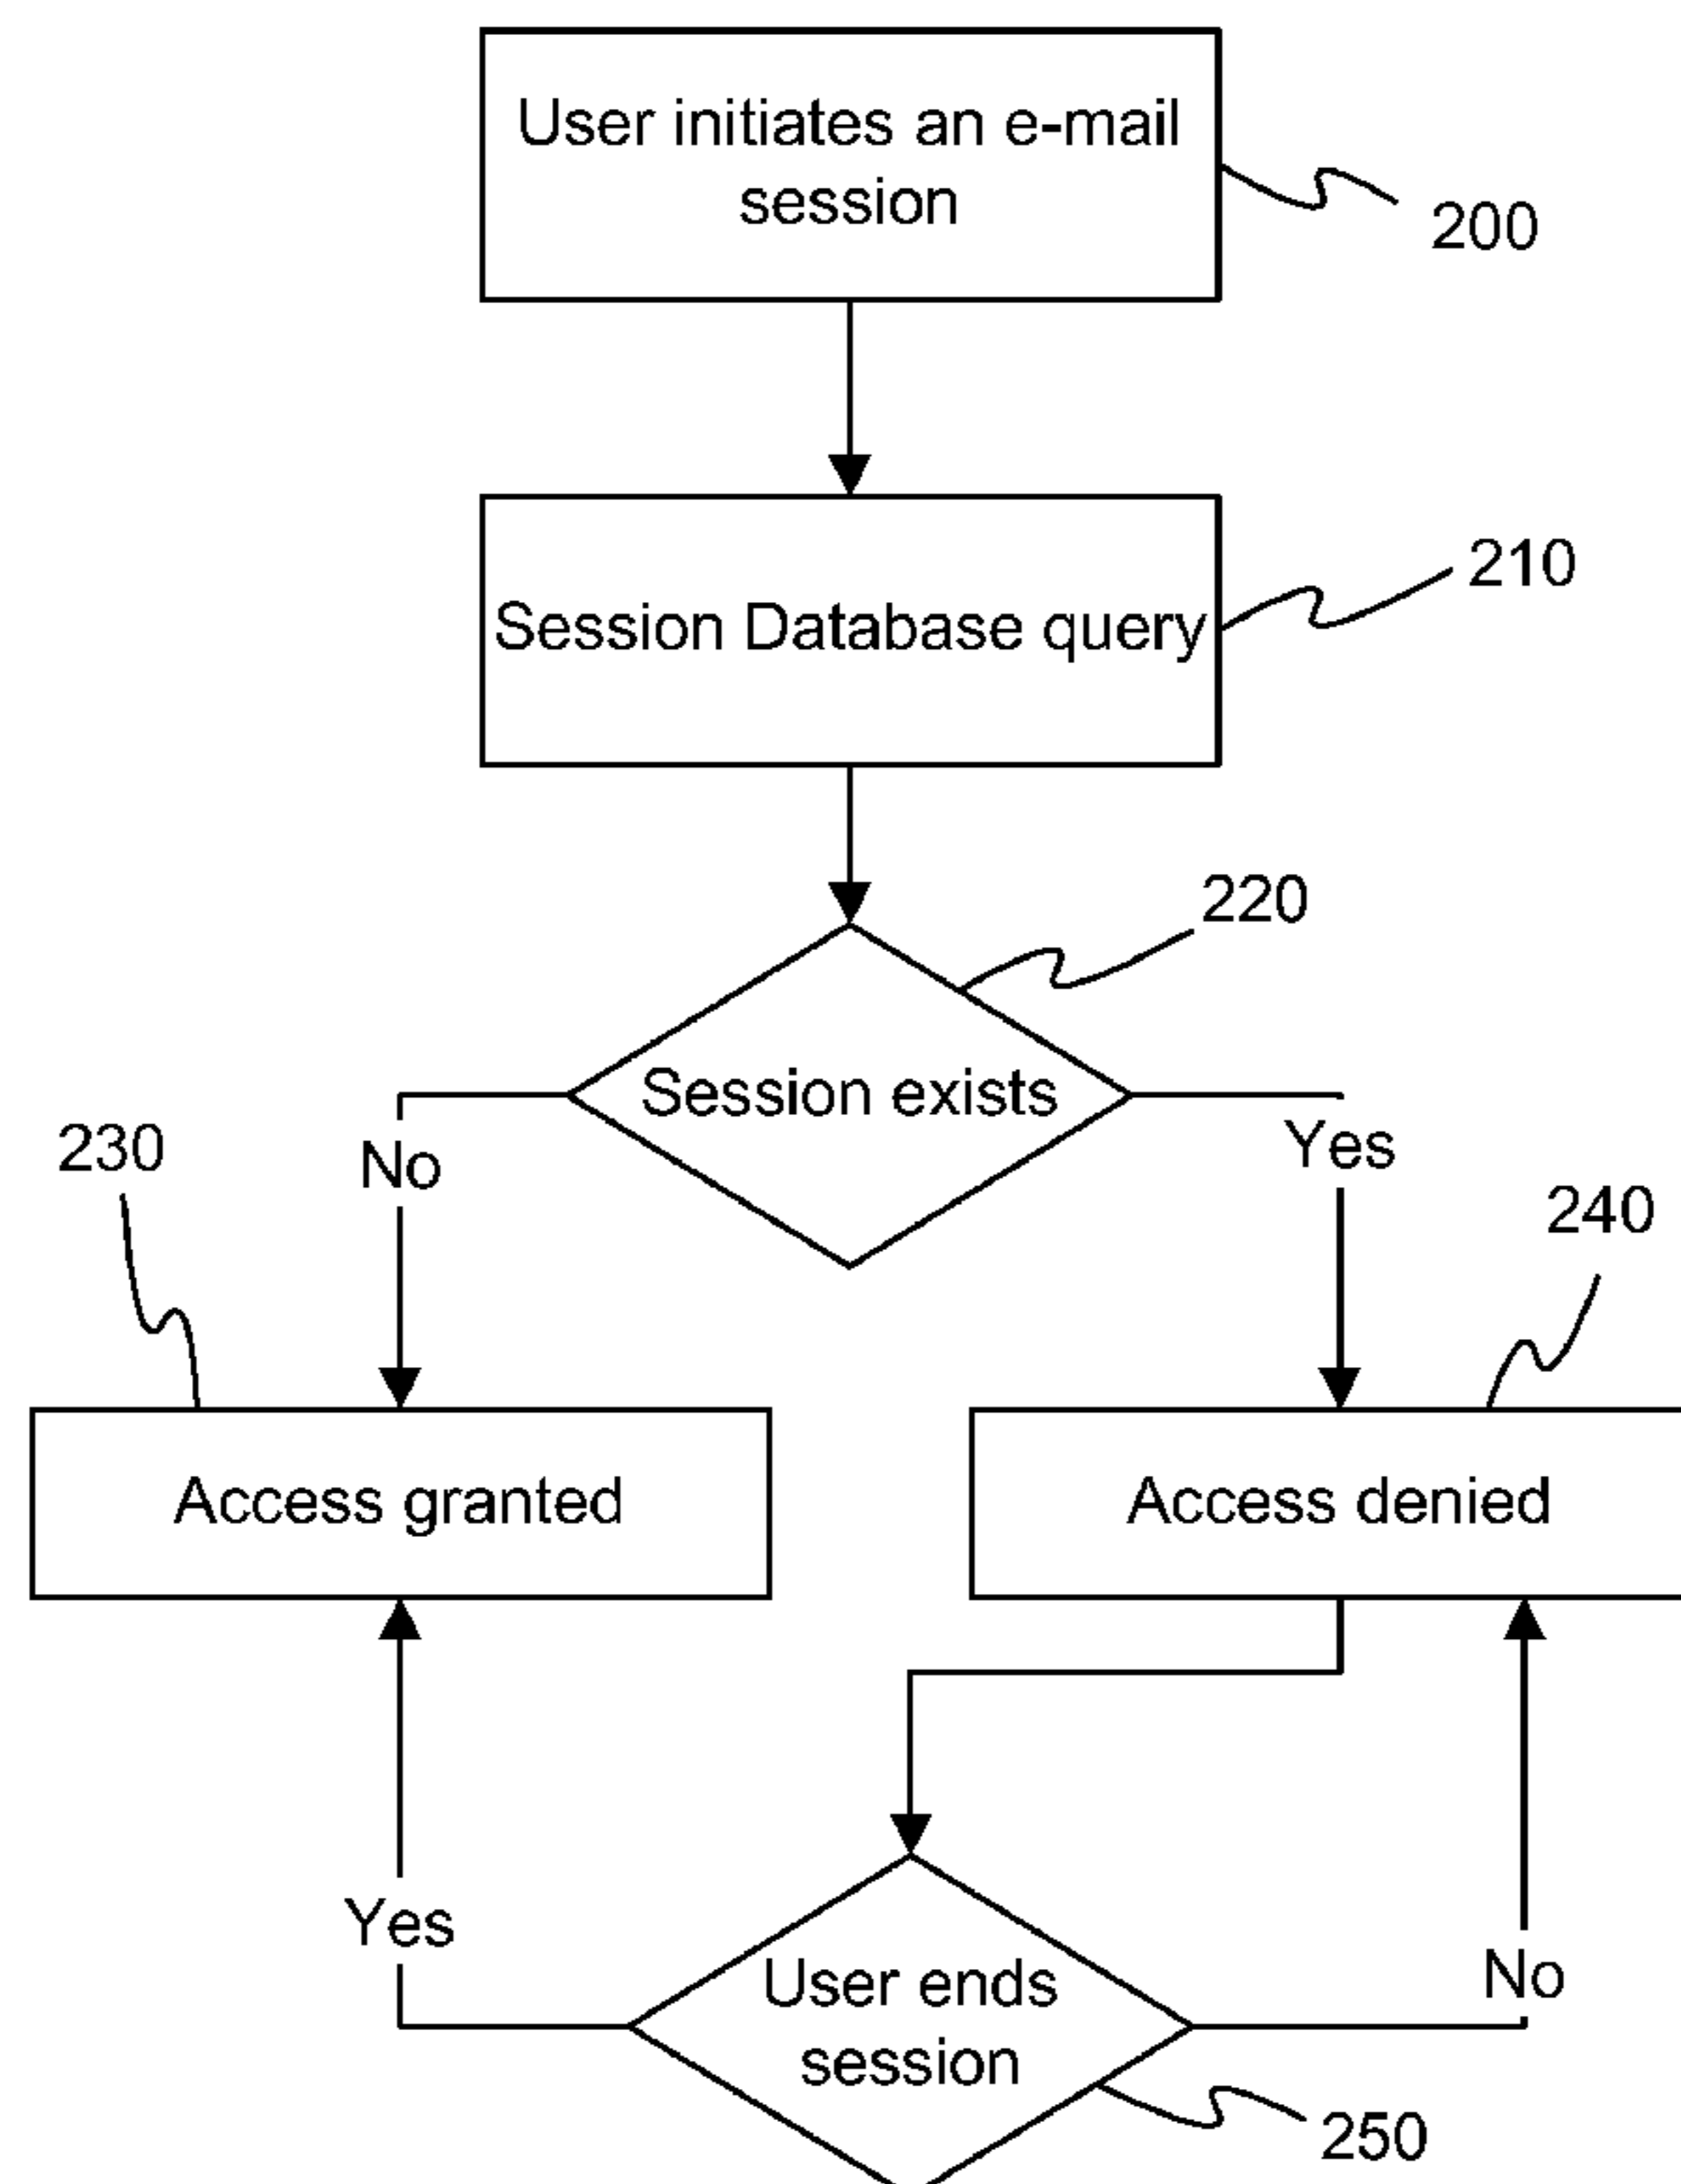 User initiates an e-mail
session
200
Session Database query
210
220
Session exists
No
Yes
230
240
Access granted
Access denied
Yes
User ends
session
No
250